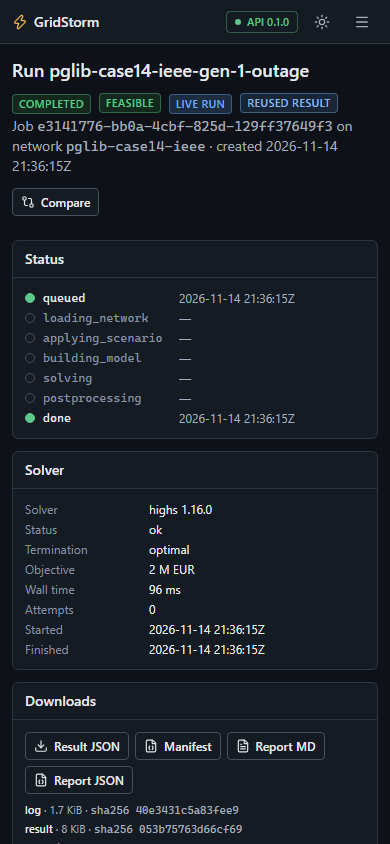 GridStorm
API 0.1.0
Run pglib-case14-ieee-gen-1-outage
COMPLETED FEASIBLE LIVE RUN REUSED RESULT
Job e3141776-bb0a-4cbf-825d-129ff37649f3 on
network pglib-case14-ieee · created 2026-11-14
21:36:15Z
Compare
Status
queued 2026-11-14 21:36:15Z
loading_network —
applying_scenario —
building_model —
solving —
postprocessing —
done 2026-11-14 21:36:15Z
Solver
Solver highs 1.16.0
Status ok
Termination optimal
Objective 2 M EUR
Wall time 96 ms
Attempts 0
Started 2026-11-14 21:36:15Z
Finished 2026-11-14 21:36:15Z
Downloads
Result JSON Manifest Report MD
Report JSON
log · 1.7 KiB · sha256 40e3431c5a83fee9
result · 8 KiB · sha256 053b75763d66cf69